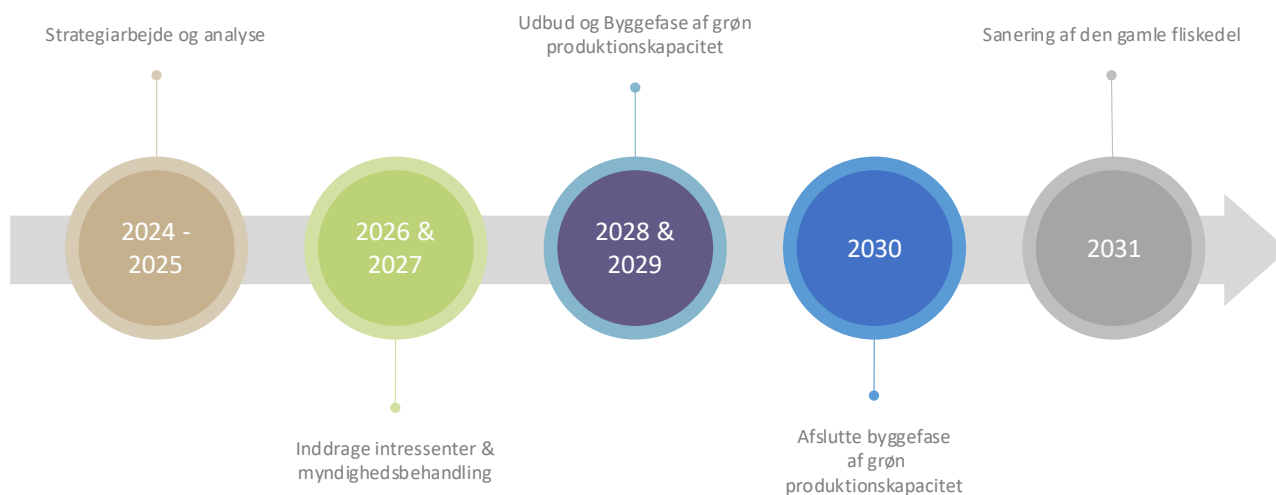 Strategiarbejde og analyse
2024 -
2025
2026 &
2027
Inddrage intressenter &
myndighedsbehandling
Udbud og Byggefase af grøn
produktionskapacitet
2028 &
2029
2030
Afslutte byggefase
af grøn
produktionskapacitet
Sanering af den gamle fliskedel
2031